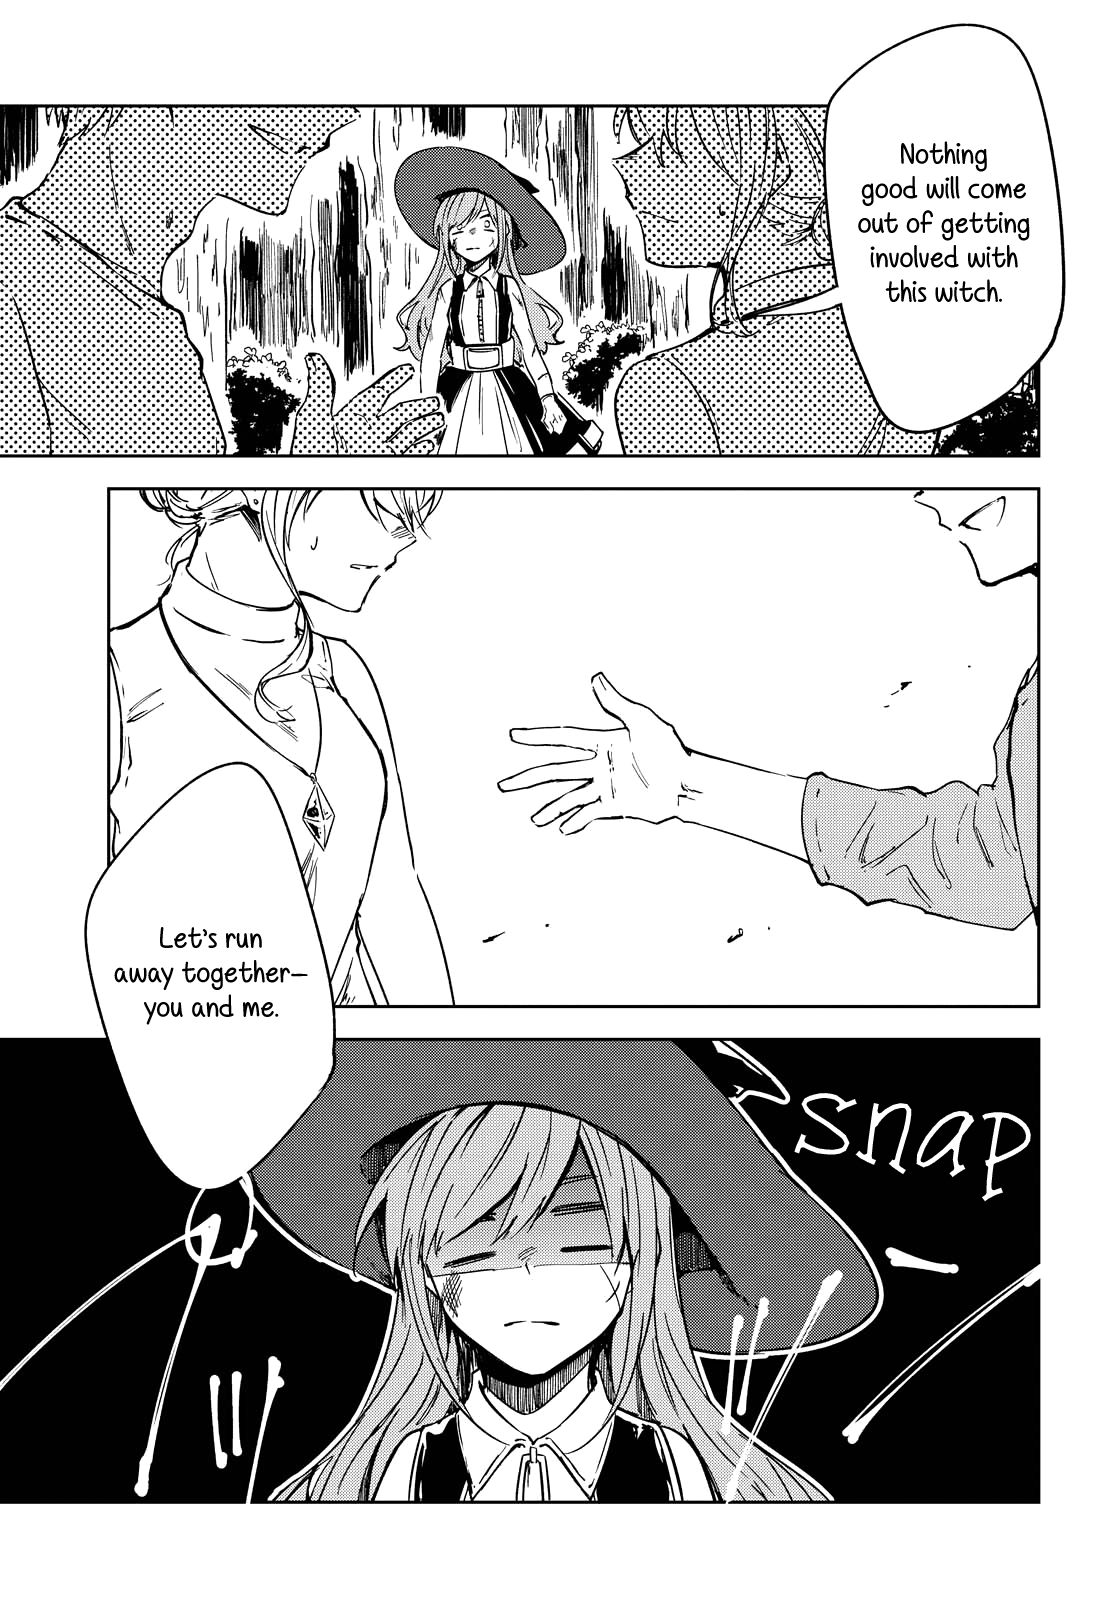 Nothing
good will come
out of getting
involved with
this witch.
Let's run
away together—
you and me.
snap